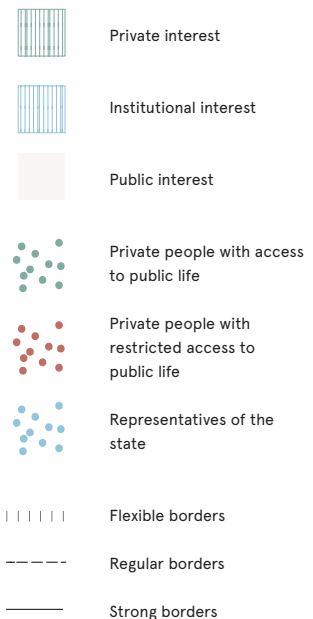 Private interest
Institutional interest
Public interest
Private people with access
to public life
Private people with
restricted access to
public life
Representatives of the
state
Flexible borders
Regular borders
Strong borders